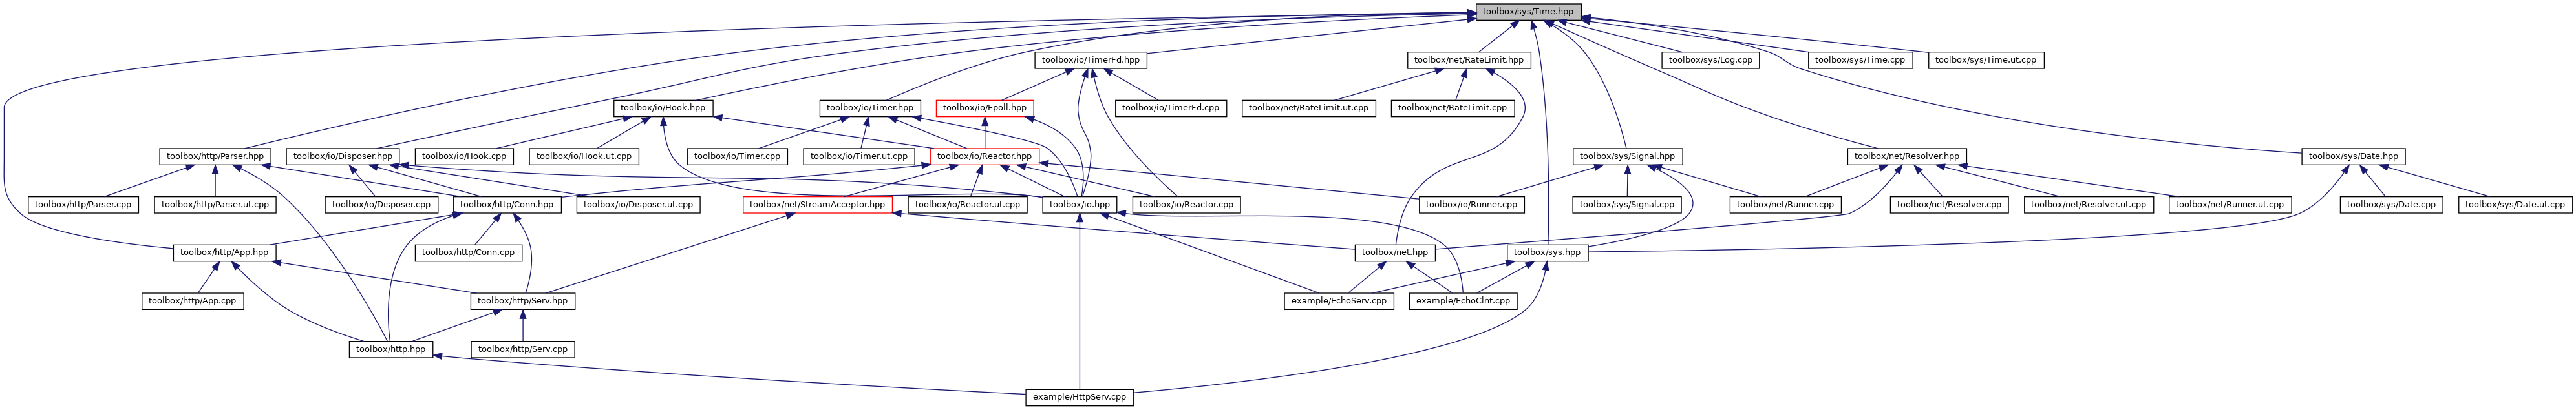 toolbox/sys/Time.hpp
toolbox/io/TimerFd.hpp
toolbox/net/RateLimit.hpp
toolbox/sys/Log.cpp
toolbox/sys/Time.cpp
toolbox/sys/Time.ut.cpp
toolbox/io/Hook.hpp
toolbox/io/Timer.hpp
toolbox/io/Epoll.hpp
toolbox/io/TimerFd.cpp
toolbox/net/RateLimit.ut.cpp
toolbox/net/RateLimit.cpp
toolbox/http/Parser.hpp
toolbox/io/Disposer.hpp
toolbox/io/Hook.cpp
toolbox/io/Hook.ut.cpp
toolbox/io/Timer.cpp
toolbox/io/Timer.ut.cpp
toolbox/io/Reactor.hpp
toolbox/sys/Signal.hpp
toolbox/net/Resolver.hpp
toolbox/sys/Date.hpp
toolbox/http/Parser.cpp
toolbox/http/Parser.ut.cpp
toolbox/io/Disposer.cpp
toolbox/http/Conn.hpp
toolbox/io/Disposer.ut.cpp
toolbox/net/StreamAcceptor.hpp
toolbox/io/Reactor.ut.cpp
toolbox/io.hpp
toolbox/io/Reactor.cpp
toolbox/io/Runner.cpp
toolbox/sys/Signal.cpp
toolbox/net/Runner.cpp
toolbox/net/Resolver.cpp
toolbox/net/Resolver.ut.cpp
toolbox/net/Runner.ut.cpp
toolbox/sys/Date.cpp
toolbox/sys/Date.ut.cpp
toolbox/http/App.hpp
toolbox/http/Conn.cpp
toolbox/net.hpp
toolbox/sys.hpp
toolbox/http/App.cpp
toolbox/http/Serv.hpp
example/EchoServ.cpp
example/EchoClnt.cpp
toolbox/http.hpp
toolbox/http/Serv.cpp
example/HttpServ.cpp